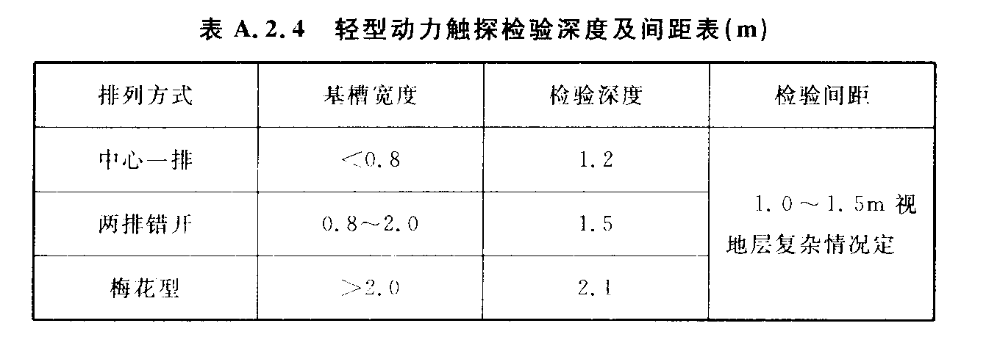 表 A.2.4 轻型动力触探检验深度及间距表(m)
排列方式 基槽宽度 检验深度 检验间距
中心一排 <0.8 1.2
两排错开 0.8～2.0 1.5
梅花型 >2.0 2.1
1.0～1.5m 视
地层复杂情况定